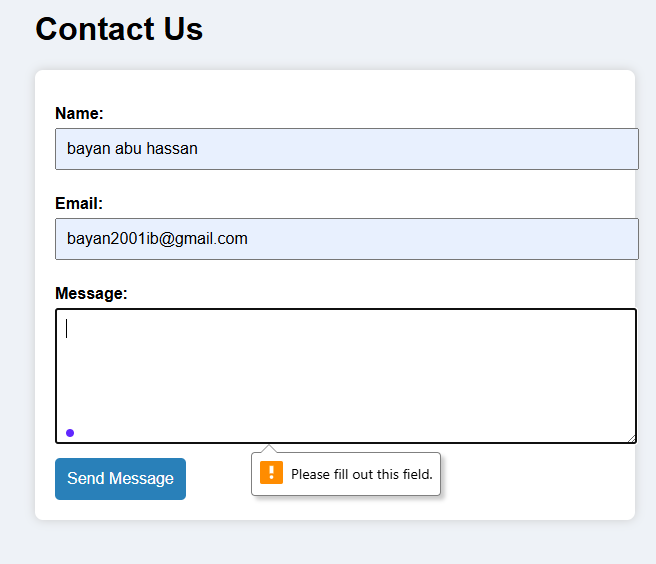 Contact Us
Name:
bayan abu hassan
Email:
bayan2001ib@gmail.com
Message:
Send Message
Please fill out this field.